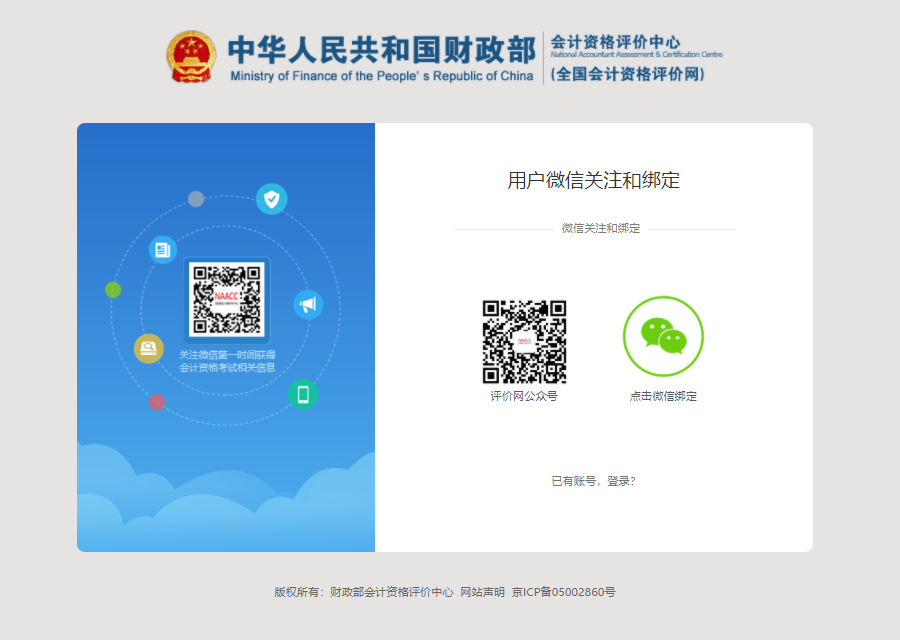 中华人民共和国财政部
Ministry of Finance of the People' s Republic of China
会计资格评价中心
National Accountant Assessment & Certification Centre
(全国会计资格评价网)
用户微信关注和绑定
微信关注和绑定
NAACC
关注微信第一时间获得
会计资格考试相关信息
评价网公众号
点击微信绑定
已有账号，登录?
版权所有：财政部会计资格评价中心 网站声明 京ICP备05002860号